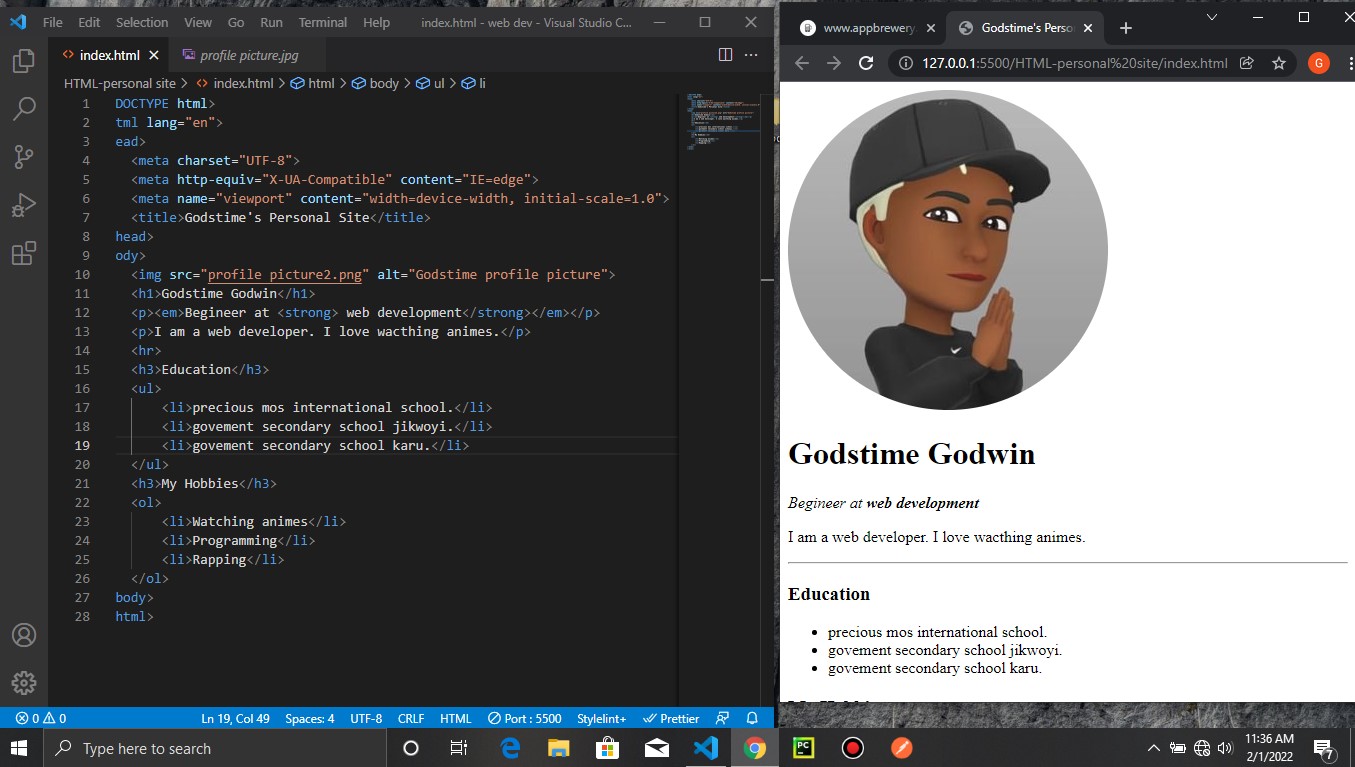 File Edit Selection View Go Run Terminal Help index.html - web dev - Visual Studio C...
index.html profile picture.jpg
HTML-personal site > index.html > html > body > ul > li
1 DOCTYPE html>
2 tml lang="en">
3 ead>
4 <meta charset="UTF-8">
5 <meta http-equiv="X-UA-Compatible" content="IE=edge">
6 <meta name="viewport" content="width=device-width, initial-scale=1.0">
7 <title>Godstime's Personal Site</title>
8 head>
9 ody>
10 <img src="profile picture2.png" alt="Godstime profile picture">
11 <h1>Godstime Godwin</h1>
12 <p><em>Begineer at <strong> web development</strong></em></p>
13 <p>I am a web developer. I love wacthing animes.</p>
14 <hr>
15 <h3>Education</h3>
16 <ul>
17 <li>precious mos international school.</li>
18 <li>govement secondary school jikwoyi.</li>
19 <li>govement secondary school karu.</li>
20 </ul>
21 <h3>My Hobbies</h3>
22 <ol>
23 <li>Watching animes</li>
24 <li>Programming</li>
25 <li>Rapping</li>
26 </ol>
27 body>
28 html>
0 0 Ln 19, Col 49 Spaces: 4 UTF-8 CRLF HTML Port : 5500 Stylelint+ Prettier
www.appbrewery. Godstime's Perso
127.0.0.1:5500/HTML-personal%20site/index.html G
Godstime Godwin
Begineer at web development
I am a web developer. I love wacthing animes.
Education
precious mos international school.
govement secondary school jikwoyi.
govement secondary school karu.
Type here to search
PC
11:36 AM
2/1/2022
7